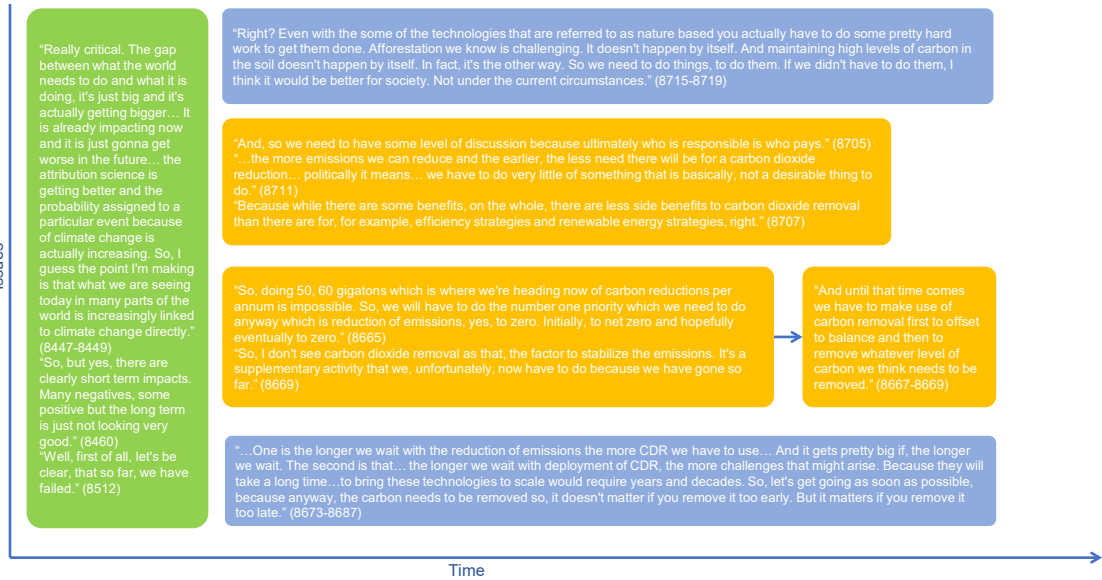 “Really critical. The gap
between what the world
needs to do and what it is
doing, it's just big and it's
actually getting bigger… It
is already impacting now
and it is just gonna get
worse in the future… the
attribution science is
getting better and the
probability assigned to a
particular event because
of climate change is
actually increasing. So, I
guess the point I'm making
is that what we are seeing
today in many parts of the
world is increasingly linked
to climate change directly.”
(8447-8449)
“So, but yes, there are
clearly short term impacts.
Many negatives, some
positive but the long term
is just not looking very
good.” (8460)
“Well, first of all, let's be
clear, that so far, we have
failed.” (8512)
“Right? Even with the some of the technologies that are referred to as nature based you actually have to do some pretty hard
work to get them done. Afforestation we know is challenging. It doesn't happen by itself. And maintaining high levels of carbon in
the soil doesn't happen by itself. In fact, it's the other way. So we need to do things, to do them. If we didn't have to do them, I
think it would be better for society. Not under the current circumstances.” (8715-8719)
“And, so we need to have some level of discussion because ultimately who is responsible is who pays.” (8705)
“…the more emissions we can reduce and the earlier, the less need there will be for a carbon dioxide
reduction… politically it means… we have to do very little of something that is basically, not a desirable thing to
do.” (8711)
“Because while there are some benefits, on the whole, there are less side benefits to carbon dioxide removal
than there are for, for example, efficiency strategies and renewable energy strategies, right.” (8707)
“So, doing 50, 60 gigatons which is where we're heading now of carbon reductions per
annum is impossible. So, we will have to do the number one priority which we need to do
anyway which is reduction of emissions, yes, to zero. Initially, to net zero and hopefully
eventually to zero.” (8665)
“So, I don't see carbon dioxide removal as that, the factor to stabilize the emissions. It's a
supplementary activity that we, unfortunately, now have to do because we have gone so
far.” (8669)
“And until that time comes
we have to make use of
carbon removal first to offset
to balance and then to
remove whatever level of
carbon we think needs to be
removed.” (8667-8669)
“…One is the longer we wait with the reduction of emissions the more CDR we have to use… And it gets pretty big if, the longer
we wait. The second is that… the longer we wait with deployment of CDR, the more challenges that might arise. Because they will
take a long time…to bring these technologies to scale would require years and decades. So, let's get going as soon as possible,
because anyway, the carbon needs to be removed so, it doesn't matter if you remove it too early. But it matters if you remove it
too late.” (8673-8687)
Time